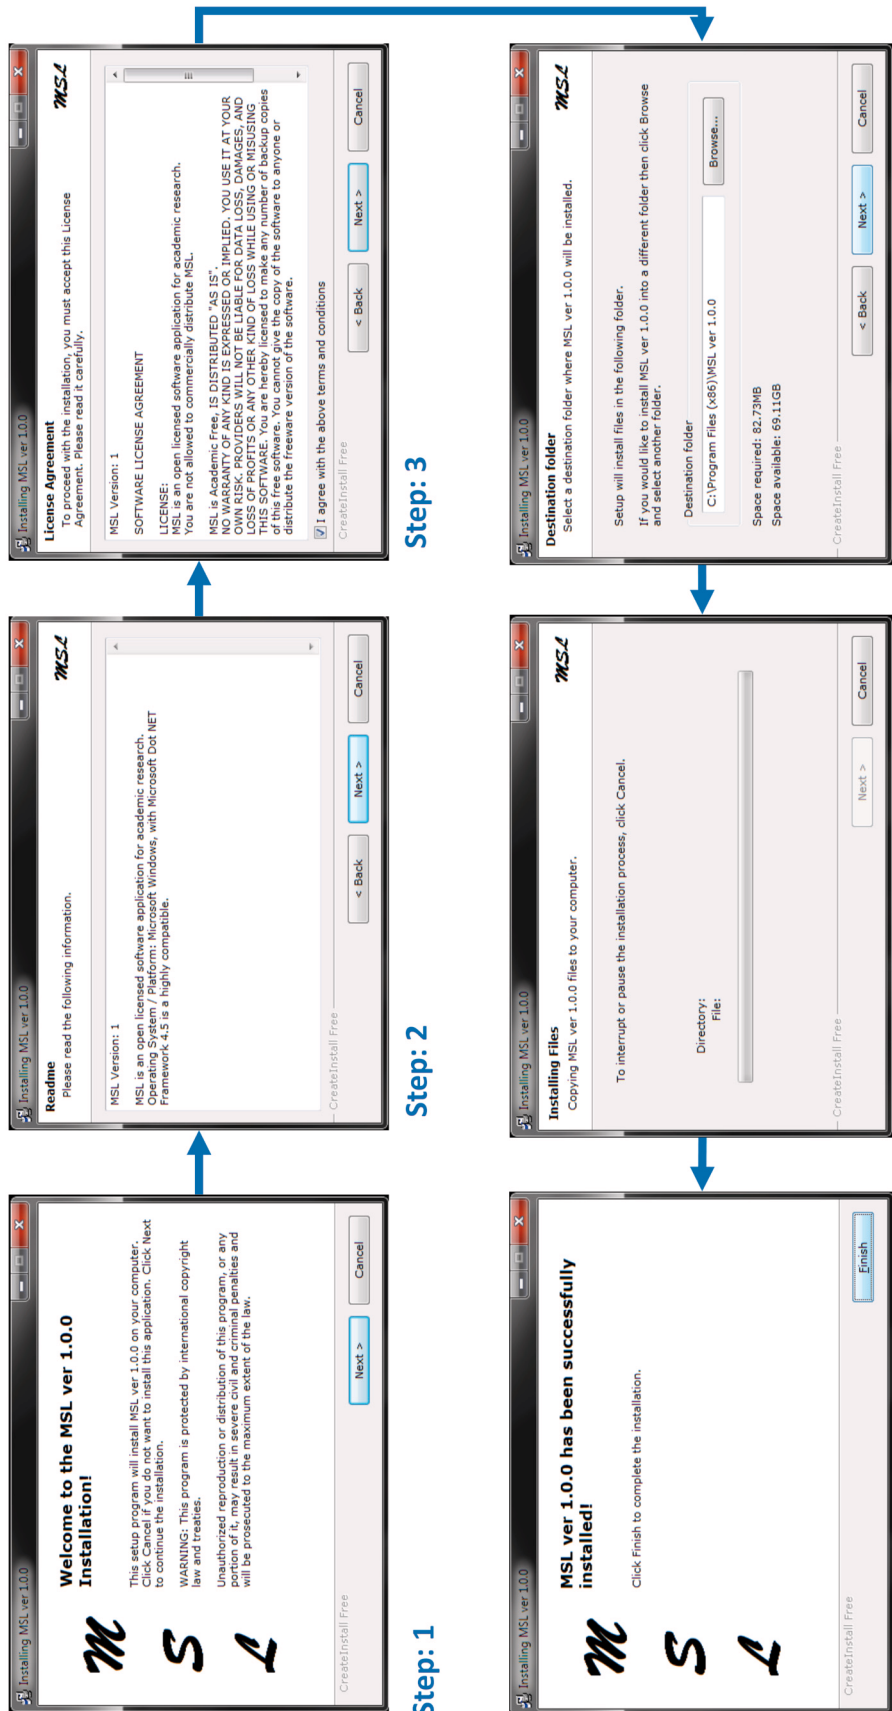 Installing MSL ver 1.0.0
M
S
L
Welcome to the MSL ver 1.0.0
Installation!
This setup program will install MSL ver 1.0.0 on your computer.
Click Cancel if you do not want to install this application. Click Next
to continue the installation.
WARNING: This program is protected by international copyright
law and treaties.
Unauthorized reproduction or distribution of this program, or any
portion of it, may result in severe civil and criminal penalties and
will be prosecuted to the maximum extent of the law.
CreateInstall Free
Next >
Cancel
Step: 1
Installing MSL ver 1.0.0
Readme
Please read the following information.
MSL
MSL Version: 1
MSL is an open licensed software application for academic research.
Operating System / Platform: Microsoft Windows, with Microsoft Dot NET
Framework 4.5 is a highly compatible.
CreateInstall Free
< Back
Next >
Cancel
Step: 2
Installing MSL ver 1.0.0
License Agreement
To proceed with the installation, you must accept this License
Agreement. Please read it carefully.
MSL
MSL Version: 1
SOFTWARE LICENSE AGREEMENT
LICENSE:
MSL is an open licensed software application for academic research.
You are not allowed to commercially distribute MSL.
MSL is Academic Free, IS DISTRIBUTED "AS IS".
NO WARRANTY OF ANY KIND IS EXPRESSED OR IMPLIED. YOU USE IT AT YOUR
OWN RISK. PROVIDERS WILL NOT BE LIABLE FOR DATA LOSS, DAMAGES, AND
LOSS OF PROFITS OR ANY OTHER KIND OF LOSS WHILE USING OR MISUSING
THIS SOFTWARE. You are hereby licensed to make any number of backup copies
of this free software. You cannot give the copy of the software to anyone or
distribute the freeware version of the software.
I agree with the above terms and conditions
CreateInstall Free
< Back
Next >
Cancel
Step: 3
Installing MSL ver 1.0.0
Destination folder
Select a destination folder where MSL ver 1.0.0 will be installed.
MSL
Setup will install files in the following folder.
If you would like to install MSL ver 1.0.0 into a different folder then click Browse
and select another folder.
Destination folder
C:\Program Files (x86)\MSL ver 1.0.0
Browse...
Space required: 82.73MB
Space available: 69.11GB
CreateInstall Free
< Back
Next >
Cancel
Installing MSL ver 1.0.0
Installing Files
Copying MSL ver 1.0.0 files to your computer.
MSL
To interrupt or pause the installation process, click Cancel.
Directory:
File:
CreateInstall Free
Next >
Cancel
Installing MSL ver 1.0.0
M
S
L
MSL ver 1.0.0 has been successfully
installed!
Click Finish to complete the installation.
CreateInstall Free
Finish